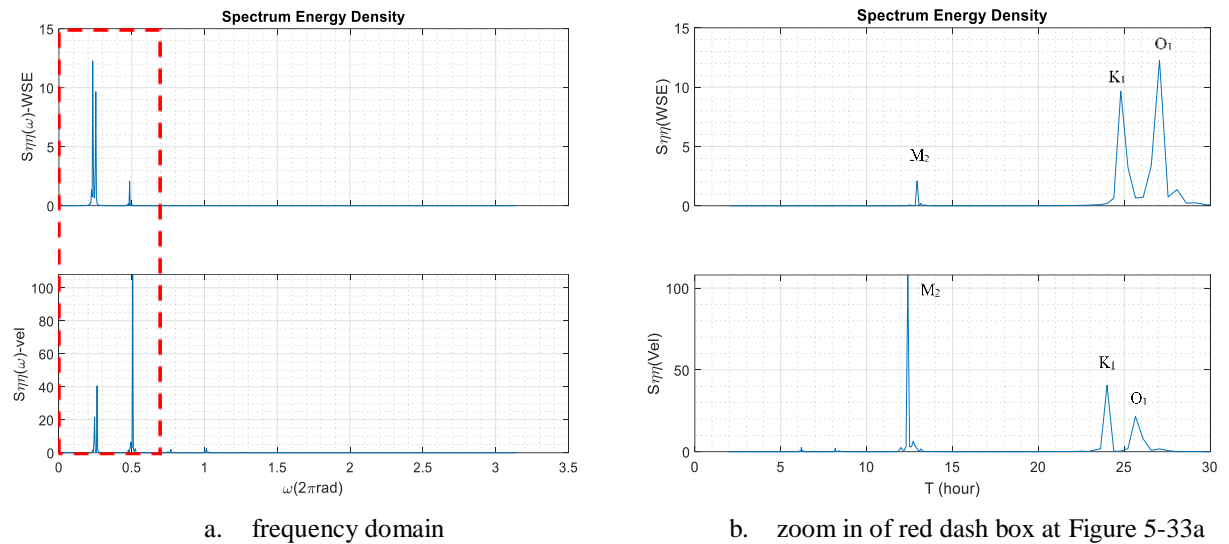 Spectrum Energy Density
15
10
5
0
Sηη(ω)-WSE
100
80
60
40
20
0
Sηη(ω)-vel
0 0.5 1 1.5 2 2.5 3 3.5
ω(2πrad)
a. frequency domain
Spectrum Energy Density
15
10
5
0
Sηη(WSE)
M₂
K₁
O₁
100
50
0
Sηη(Vel)
M₂
K₁
O₁
0 5 10 15 20 25 30
T (hour)
b. zoom in of red dash box at Figure 5-33a